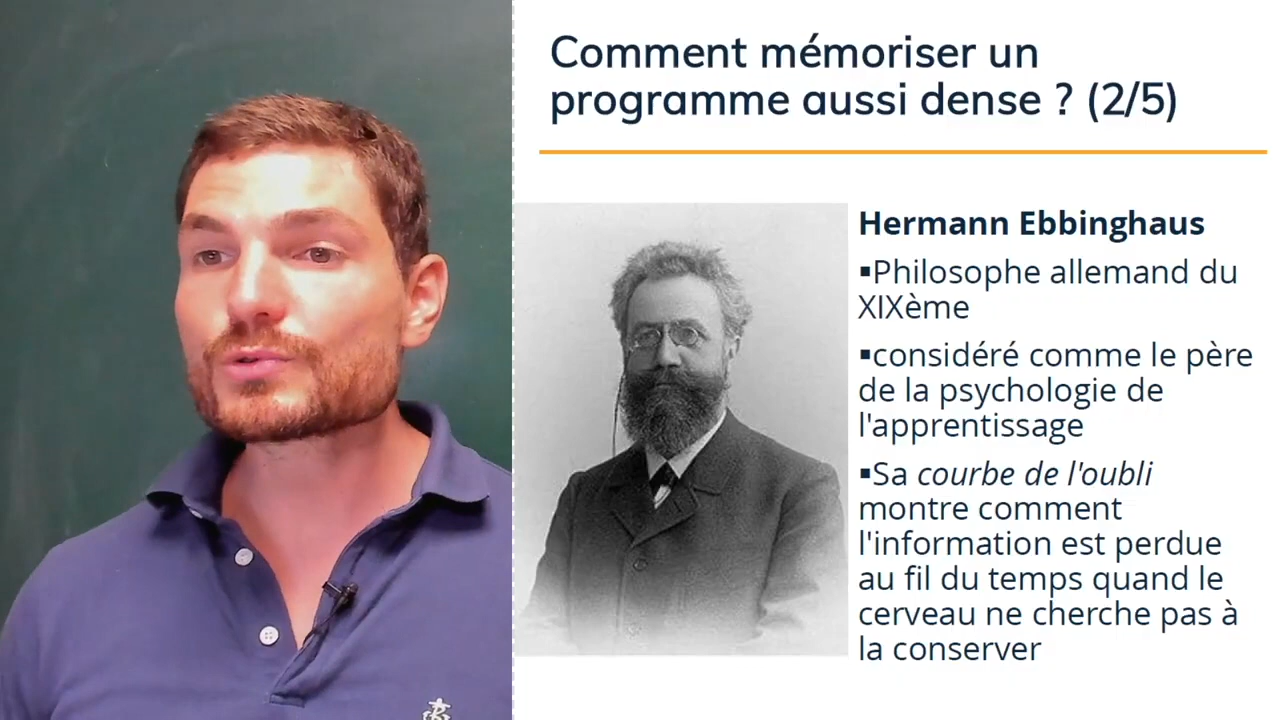 Comment mémoriser un
programme aussi dense ? (2/5)
Hermann Ebbinghaus
▪Philosophe allemand du
XIXème
▪considéré comme le père
de la psychologie de
l'apprentissage
▪Sa courbe de l'oubli
montre comment
l'information est perdue
au fil du temps quand le
cerveau ne cherche pas à
la conserver